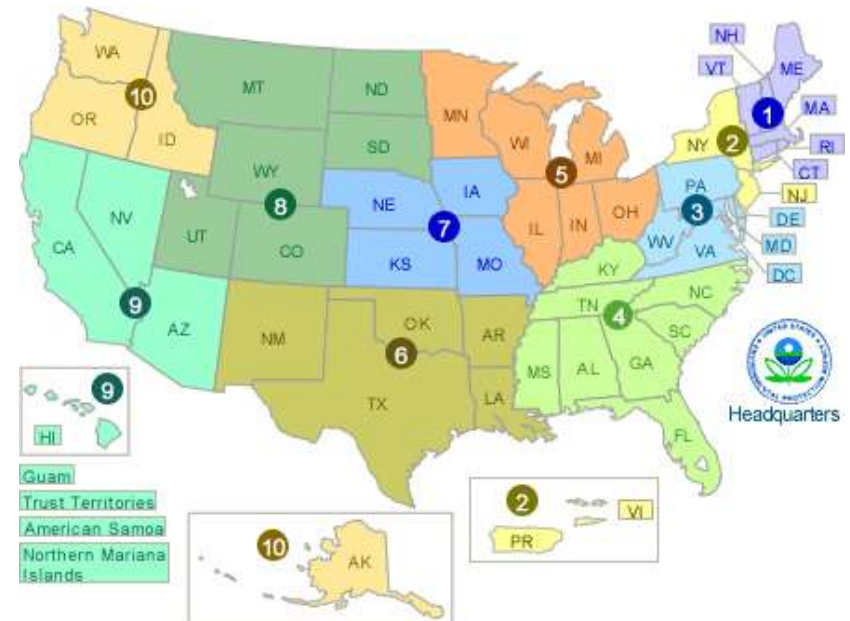 NH
VT
ME
WA
MT
ND
MN
10
1
MA
OR
ID
SD
WI
MI
NY
2
RI
CT
WY
5
PA
NJ
NV
8
NE
IA
3
DE
CA
UT
CO
7
IL
IN
OH
WV
VA
MD
KS
MO
KY
DC
9
AZ
NM
OK
AR
TN
4
NC
6
SC
MS
AL
GA
TX
LA
Headquarters
9
HI
FL
Guam
Trust Territories
American Samoa
Northern Mariana
Islands
10
AK
2
VI
PR